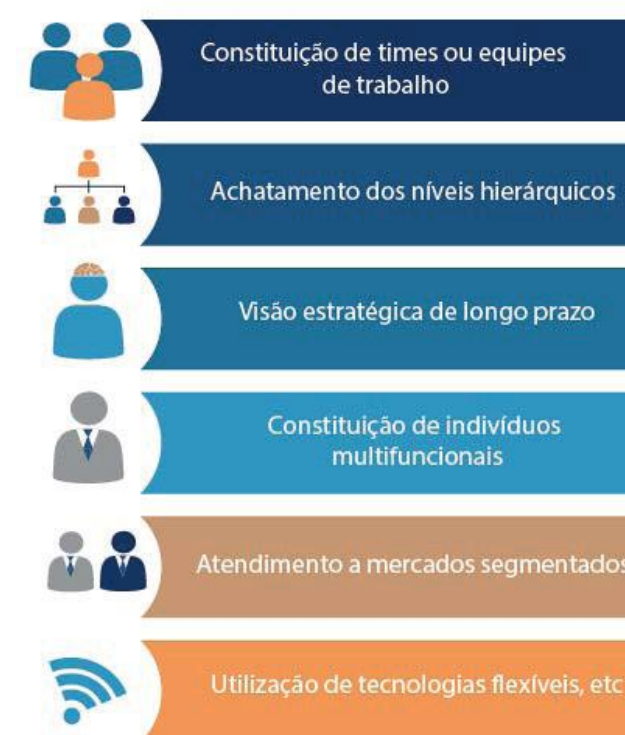 Constituição de times ou equipes
de trabalho
Achatamento dos níveis hierárquicos
Visão estratégica de longo prazo
Constituição de indivíduos
multifuncionais
Atendimento a mercados segmentados
Utilização de tecnologias flexíveis, etc